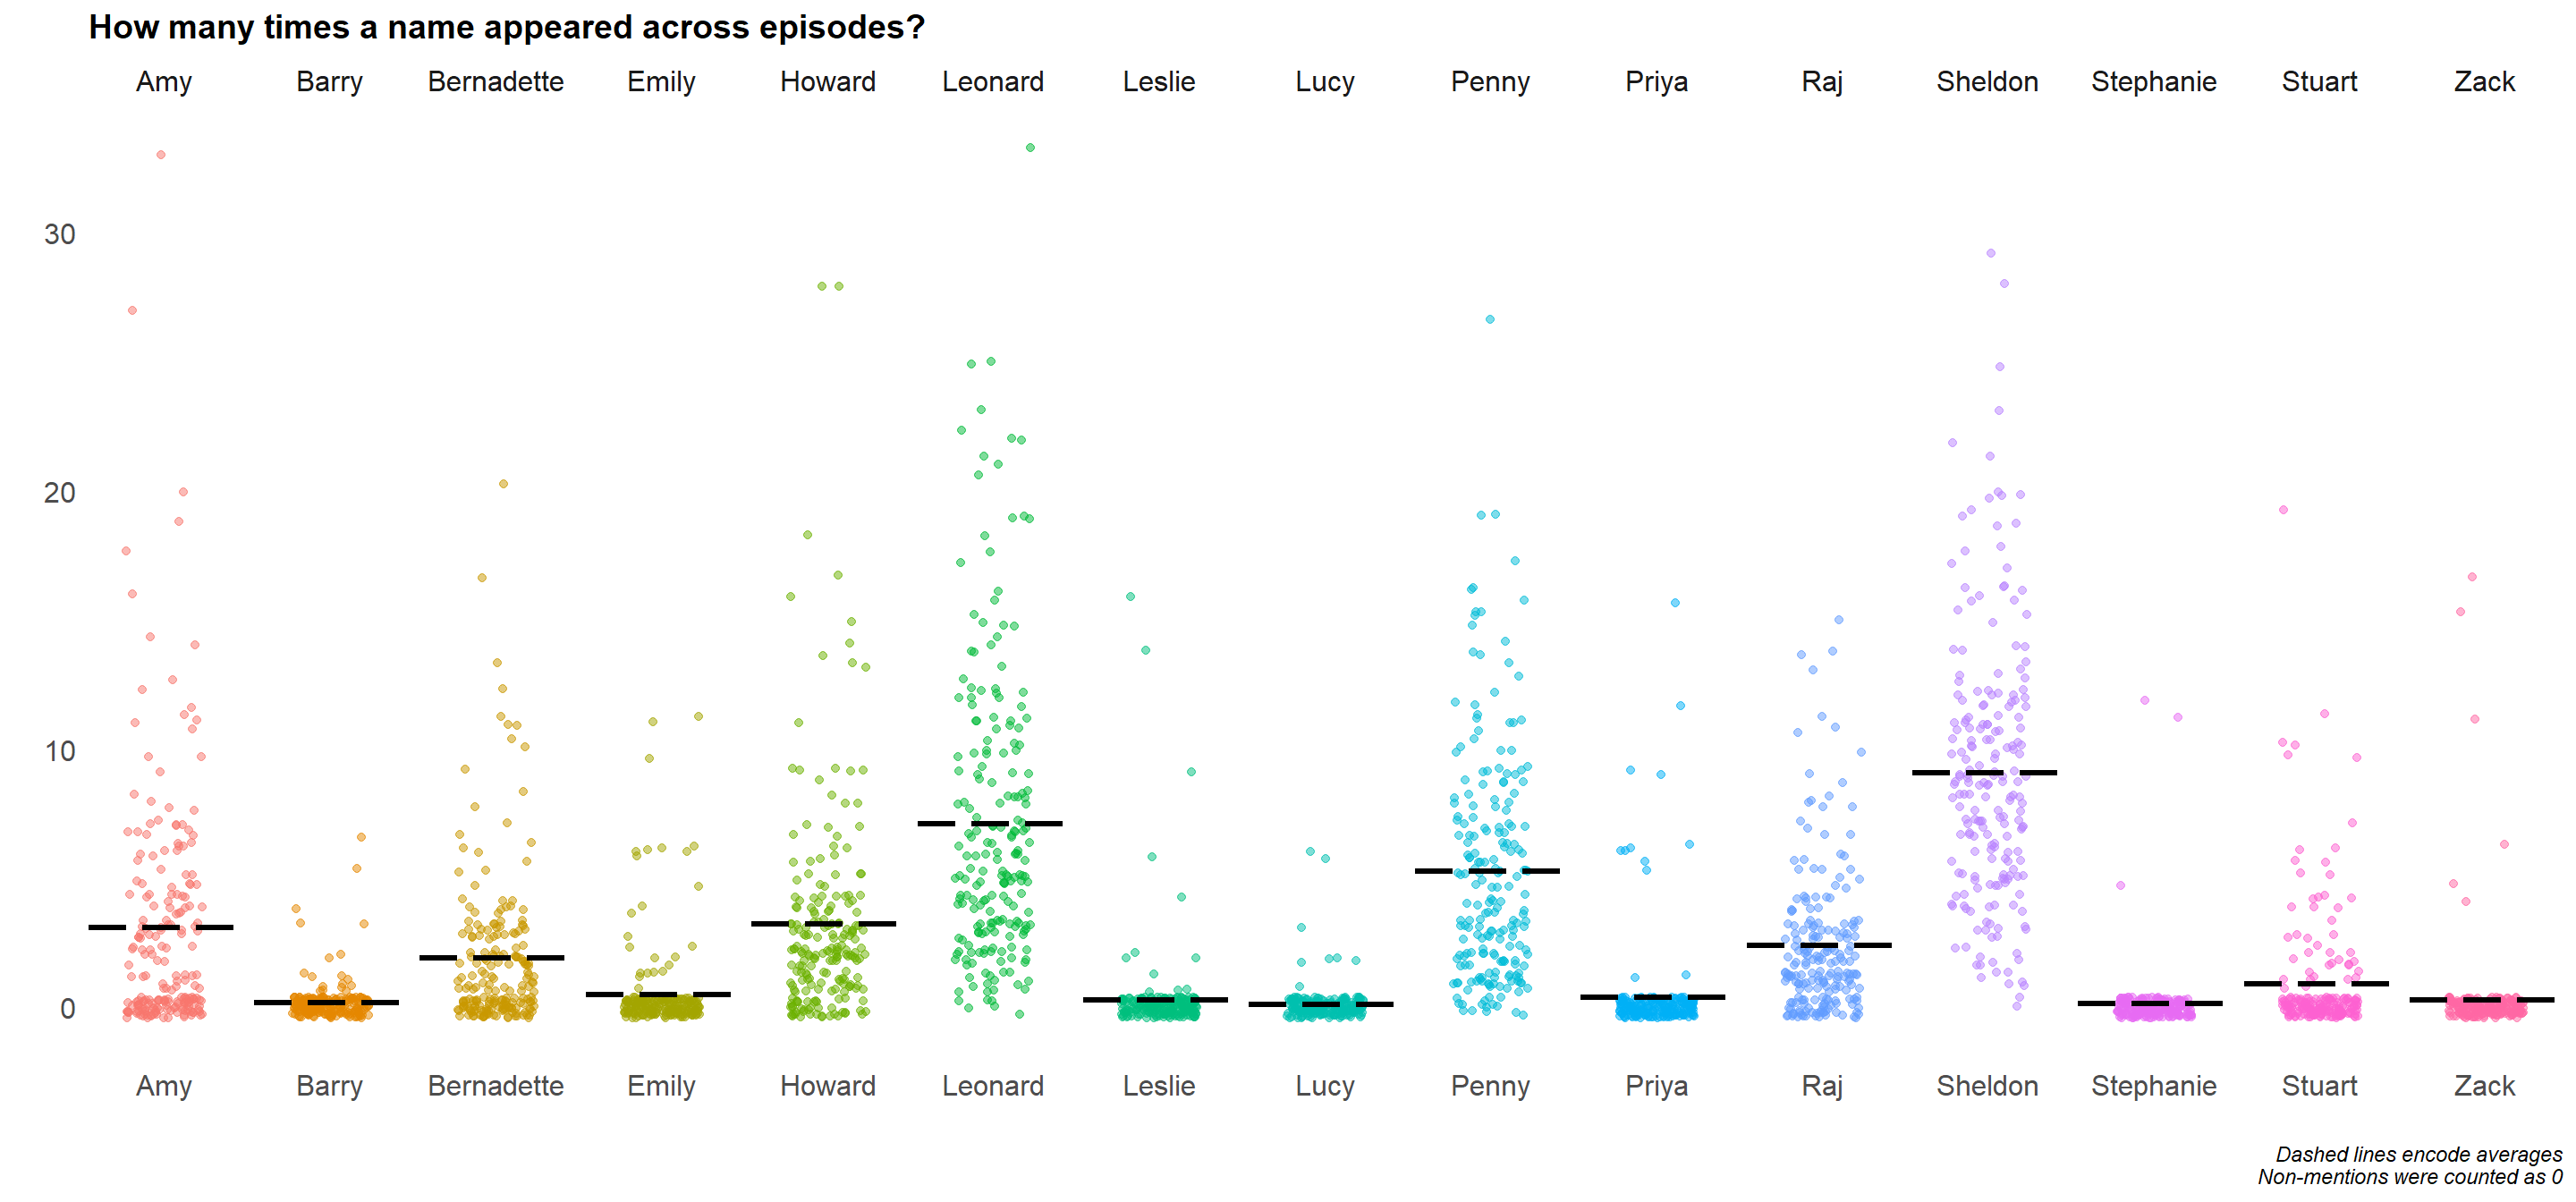 How many times a name appeared across episodes?
Amy Barry Bernadette Emily Howard Leonard Leslie Lucy Penny Priya Raj Sheldon Stephanie Stuart Zack
30
20
10
0
Amy Barry Bernadette Emily Howard Leonard Leslie Lucy Penny Priya Raj Sheldon Stephanie Stuart Zack
Dashed lines encode averages
Non-mentions were counted as 0